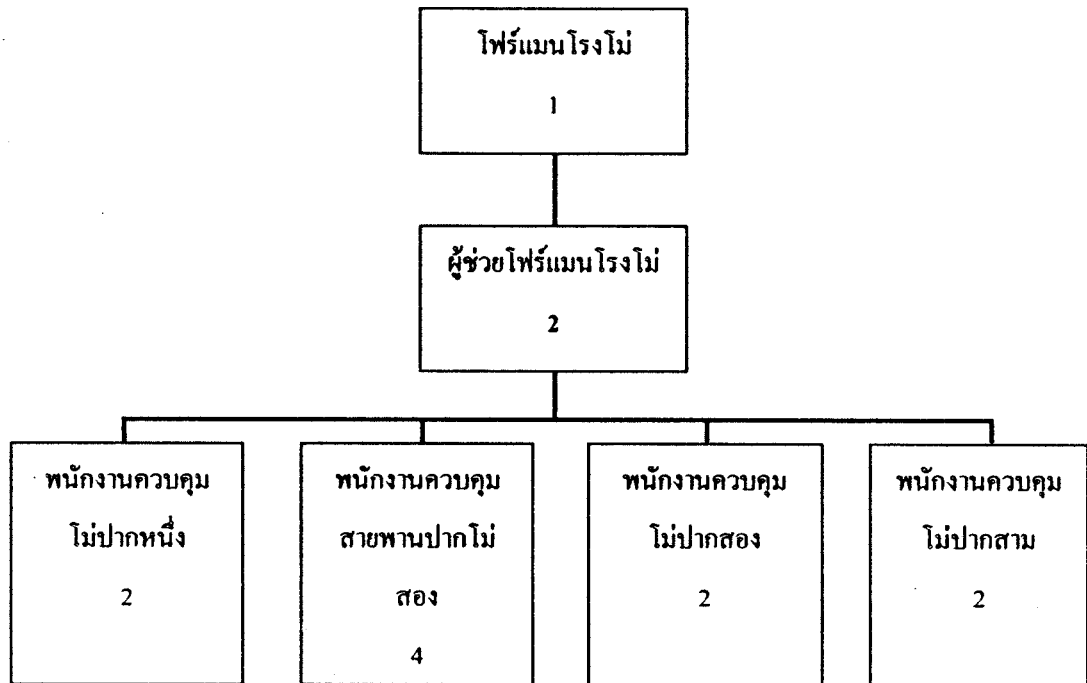 โฟร์แมนโรงโม่
1
ผู้ช่วยโฟร์แมนโรงโม่
2
พนักงานควบคุม
โม่ปากหนึ่ง
2
พนักงานควบคุม
สายพานปากโม่
สอง
4
พนักงานควบคุม
โม่ปากสอง
2
พนักงานควบคุม
โม่ปากสาม
2